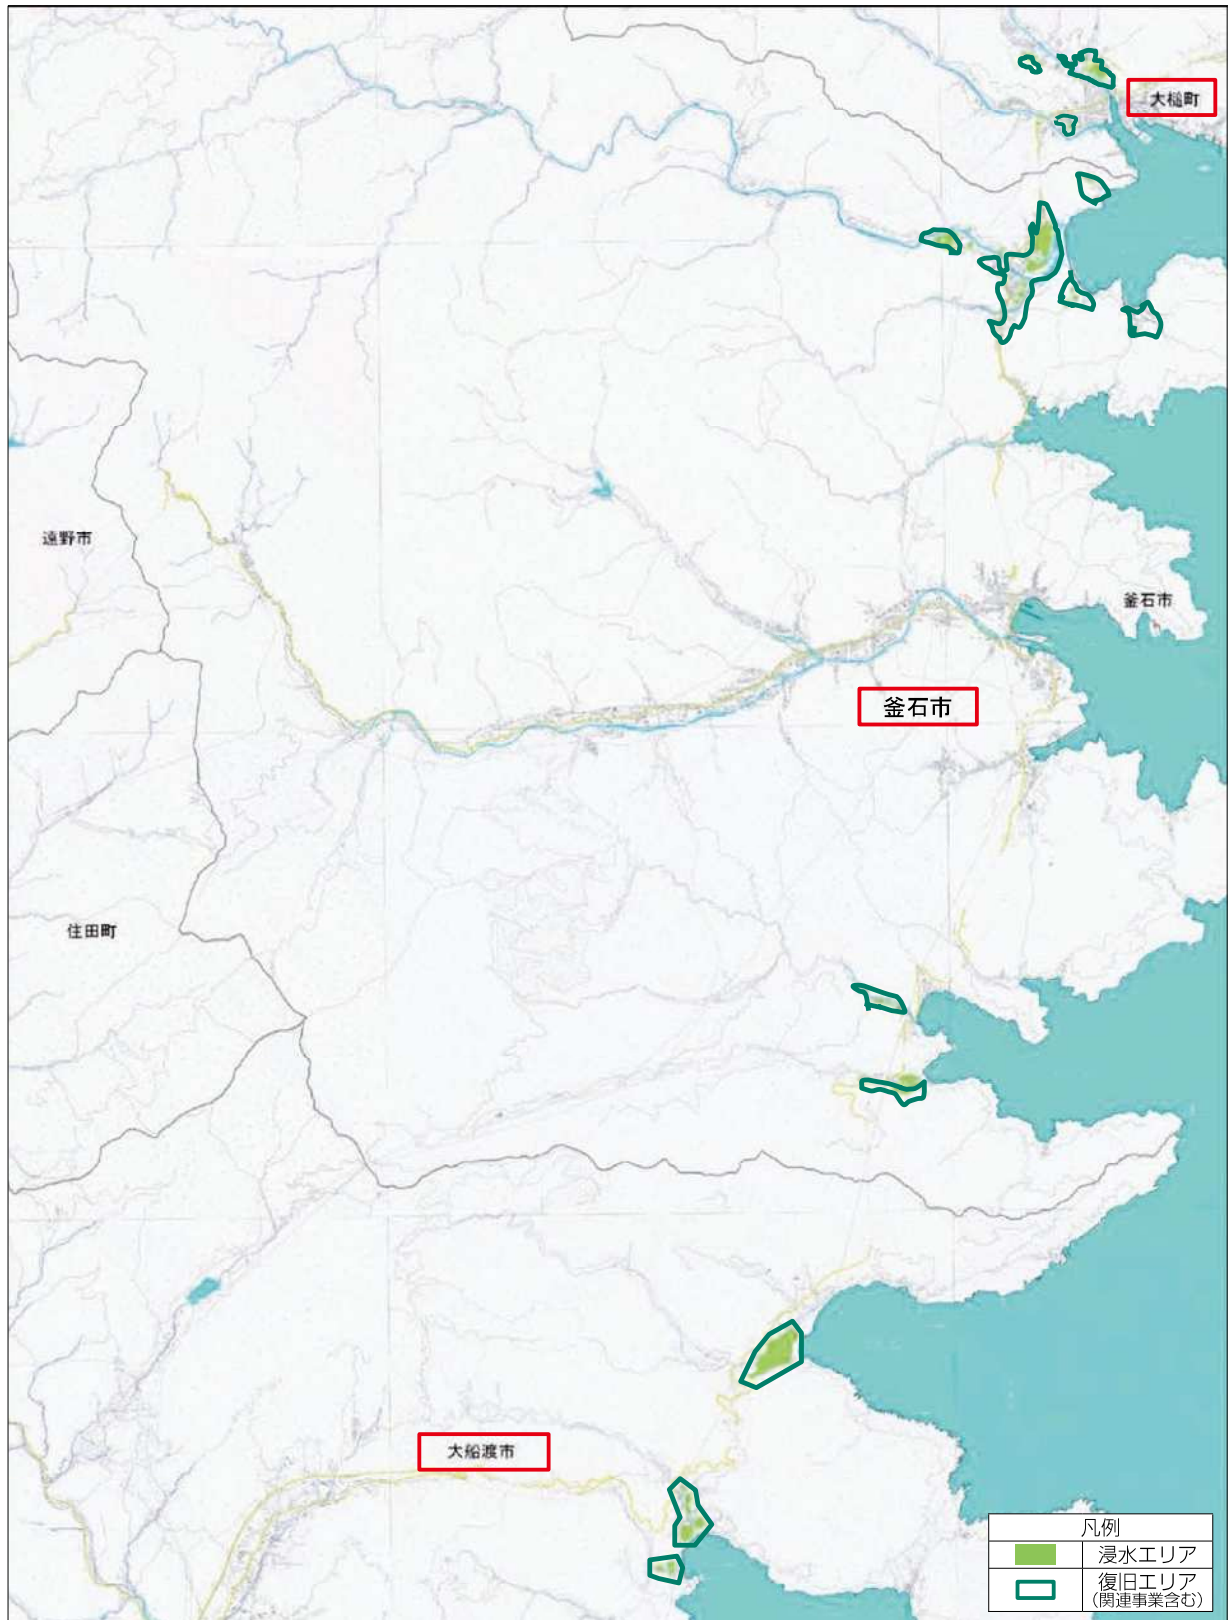 大槌町
遠野市
釜石市
釜石市
住田町
大船渡市
凡例
浸水エリア
復旧エリア
(関連事業含む)